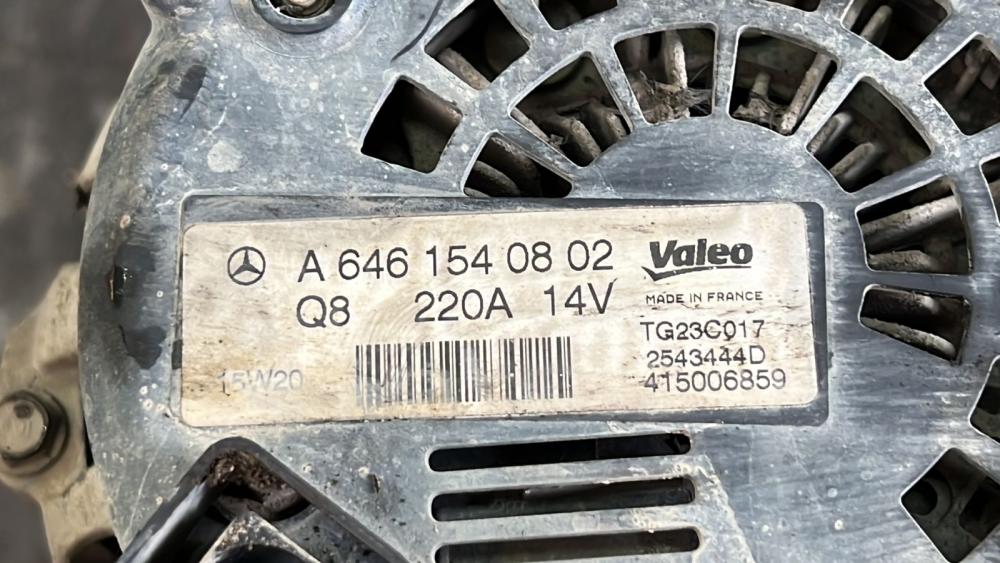 A 646 154 08 02
Q8 220A 14V
15W20
Valeo
MADE IN FRANCE
TG23C017
2543444D
415006859